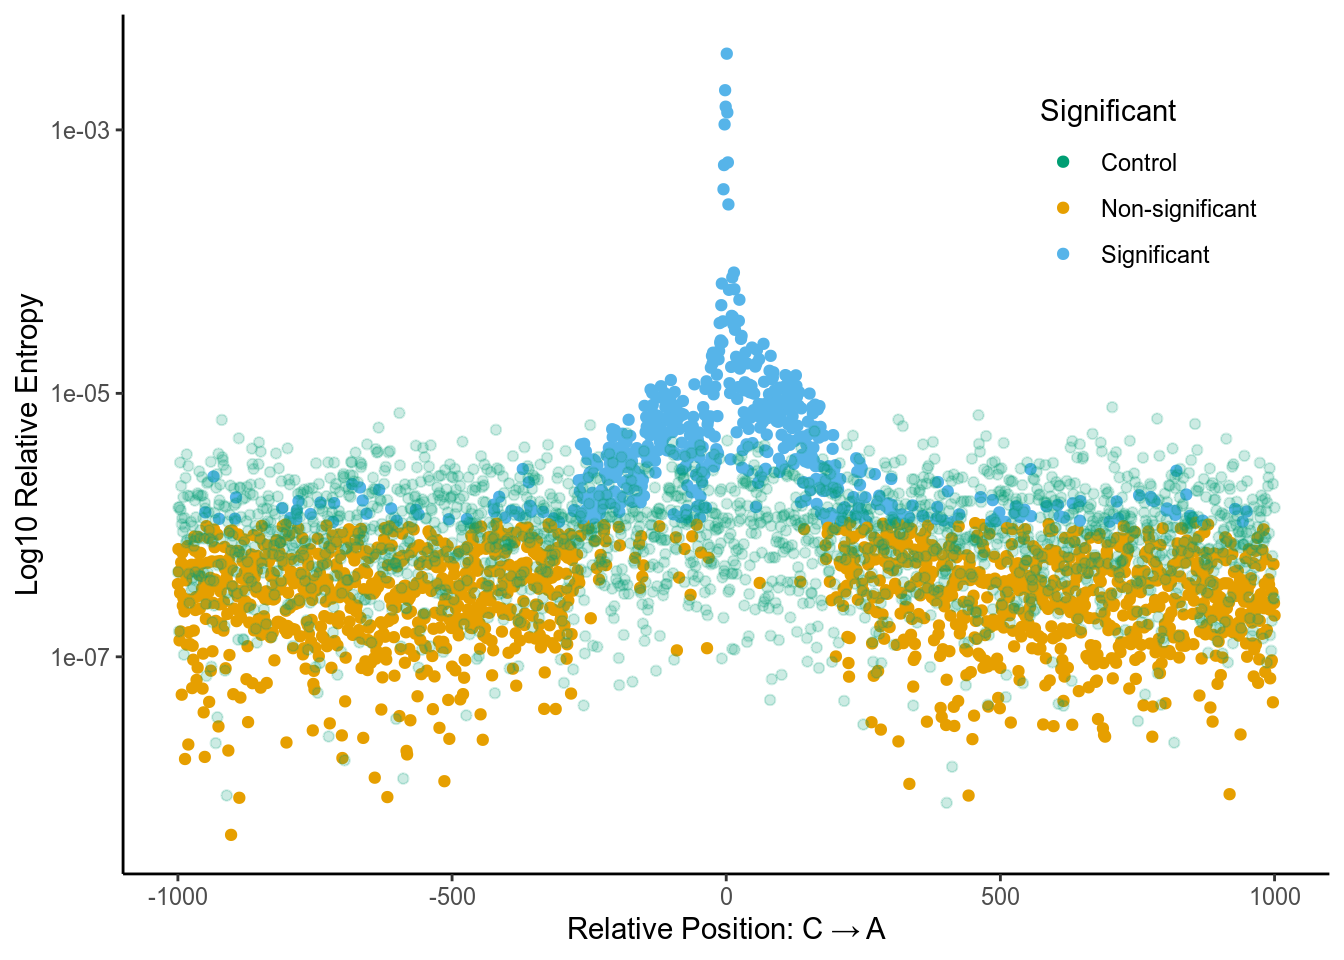 Significant
Control
Non-significant
Significant
Log10 Relative Entropy
1e-03
1e-05
1e-07
-1000
-500
0
500
1000
Relative Position: C → A